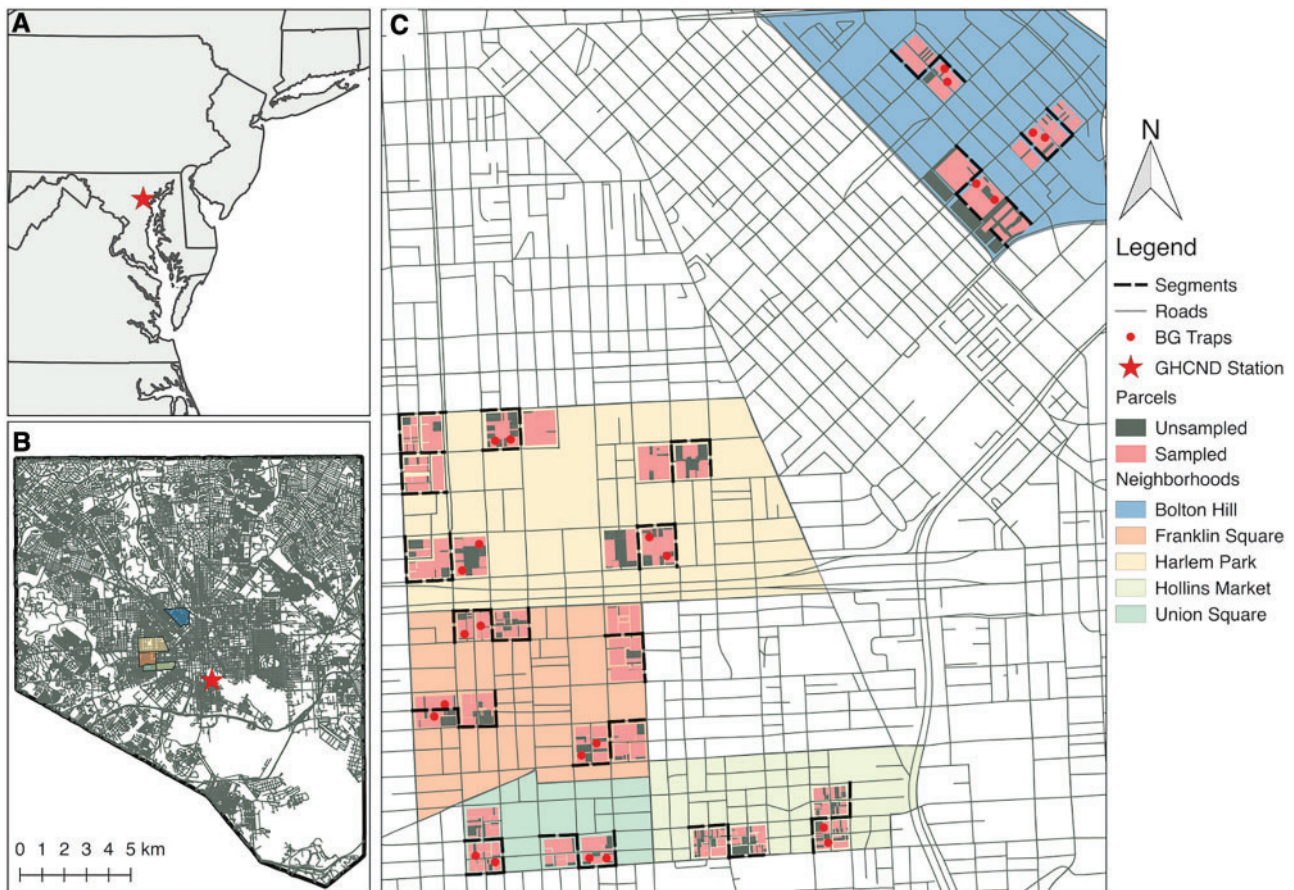 A
B
0 1 2 3 4 5 km
C
N
Legend
Segments
Roads
BG Traps
GHCND Station
Parcels
Unsampled
Sampled
Neighborhoods
Bolton Hill
Franklin Square
Harlem Park
Hollins Market
Union Square